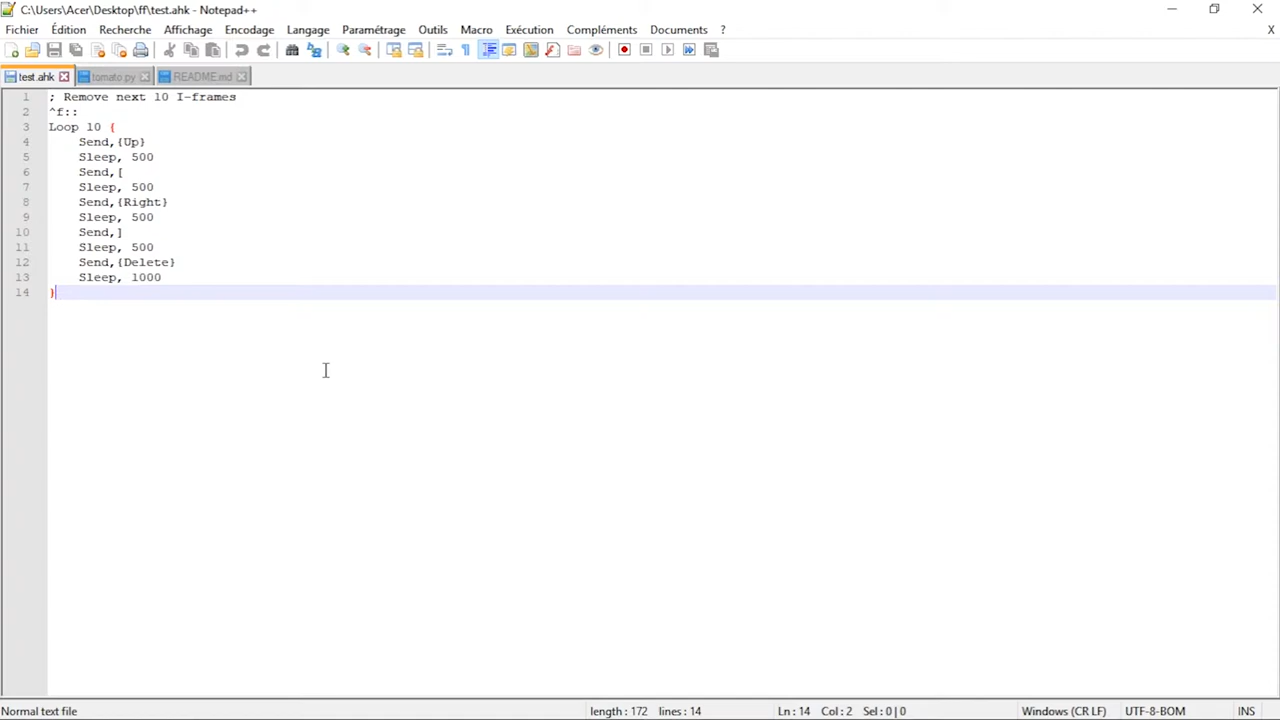 C:\Users\Acer\Desktop\ff\test.ahk - Notepad++
Fichier Édition Recherche Affichage Encodage Langage Paramétrage Outils Macro Exécution Compléments Documents ? X
test.ahk tomato.py README.md
1 ; Remove next 10 I-frames
2 ^f::
3 Loop 10 {
4 Send,{Up}
5 Sleep, 500
6 Send,[
7 Sleep, 500
8 Send,{Right}
9 Sleep, 500
10 Send,]
11 Sleep, 500
12 Send,{Delete}
13 Sleep, 1000
14 }
Normal text file length : 172 lines : 14 Ln : 14 Col : 2 Sel : 0 | 0 Windows (CR LF) UTF-8-BOM INS